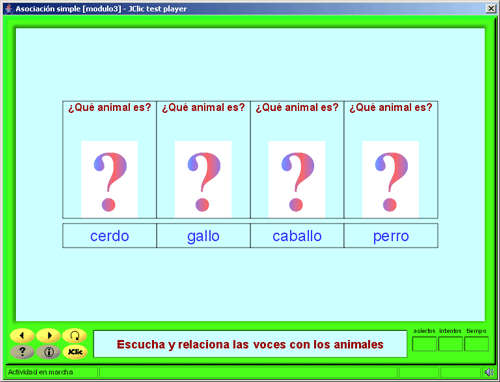 Asociación simple [modulo3] - JClic test player
¿Qué animal es? ¿Qué animal es? ¿Qué animal es? ¿Qué animal es?
? ? ? ?
cerdo gallo caballo perro
aciertos intentos tiempo
? i JClic
Escucha y relaciona las voces con los animales
Actividad en marcha